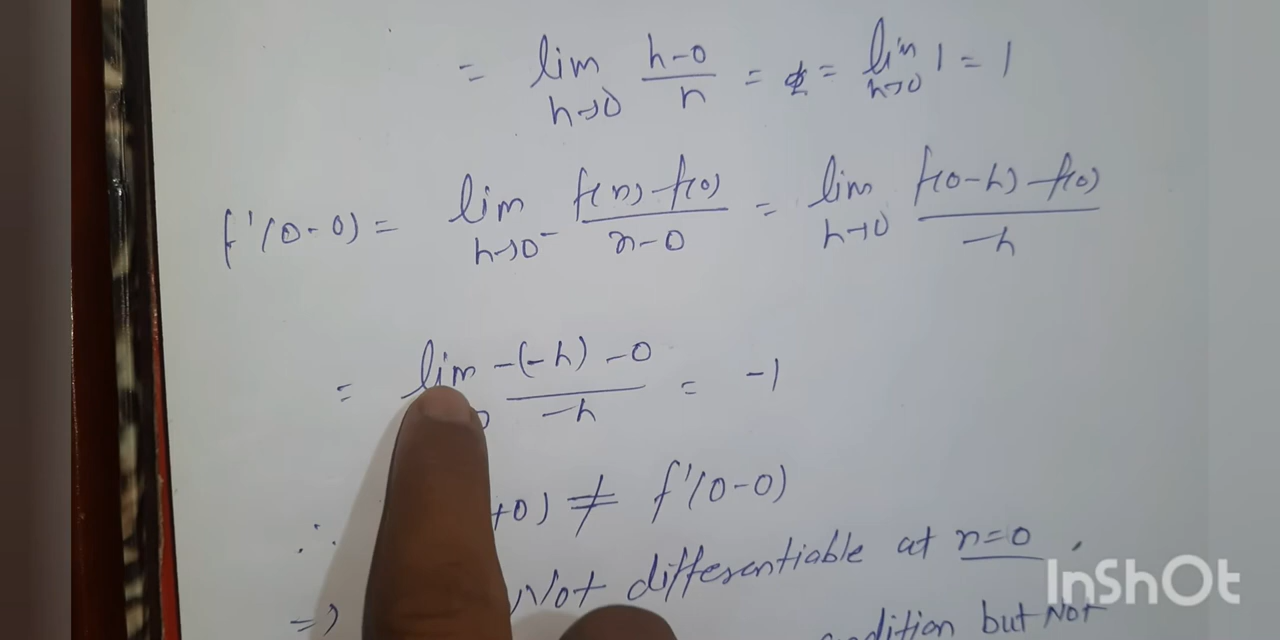 = lim h→0 h-0/h = = lim h→0 1 = 1
f'(0-0) = lim h→0⁻ f(x)-f(0)/x-0 = lim h→0 f(0-h)-f(0)/-h
= lim -(-h)-0/-h = -1
∴ +0) ≠ f'(0-0)
⇒ Not differentiable at x=0.
condition but Not
InShOt